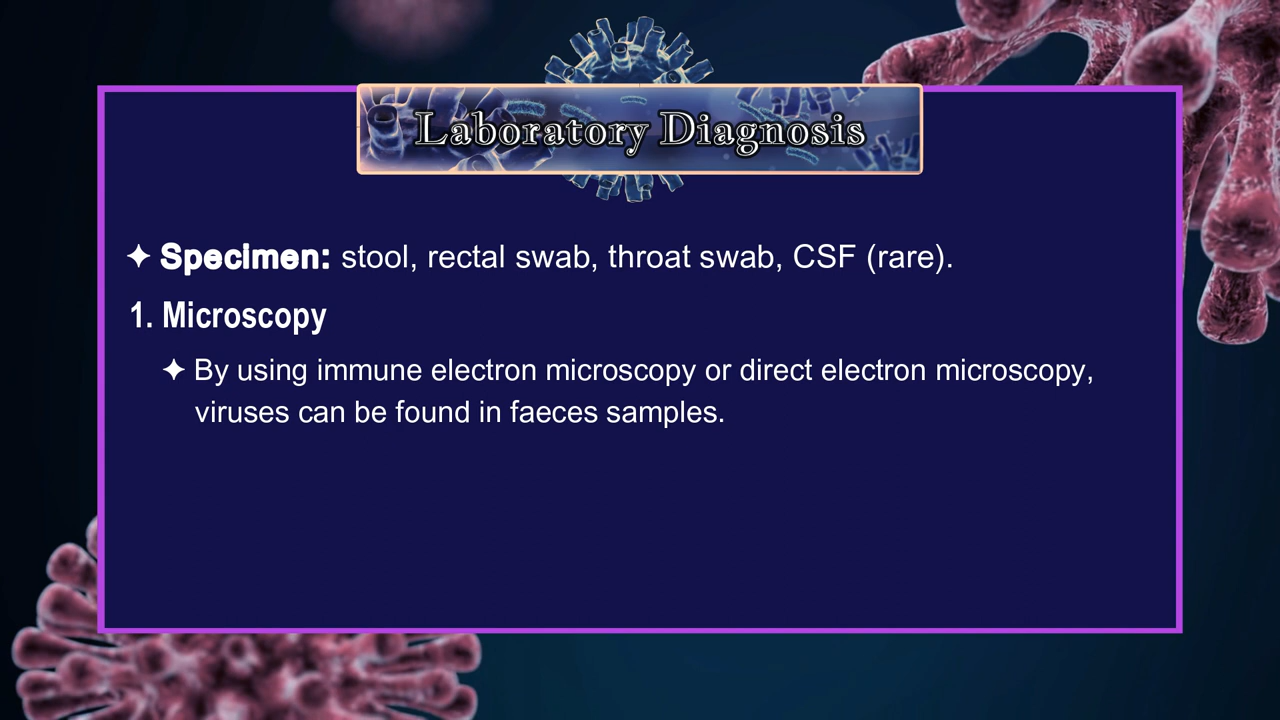 Laboratory Diagnosis
✦ Specimen: stool, rectal swab, throat swab, CSF (rare).
1. Microscopy
✦ By using immune electron microscopy or direct electron microscopy,
viruses can be found in faeces samples.